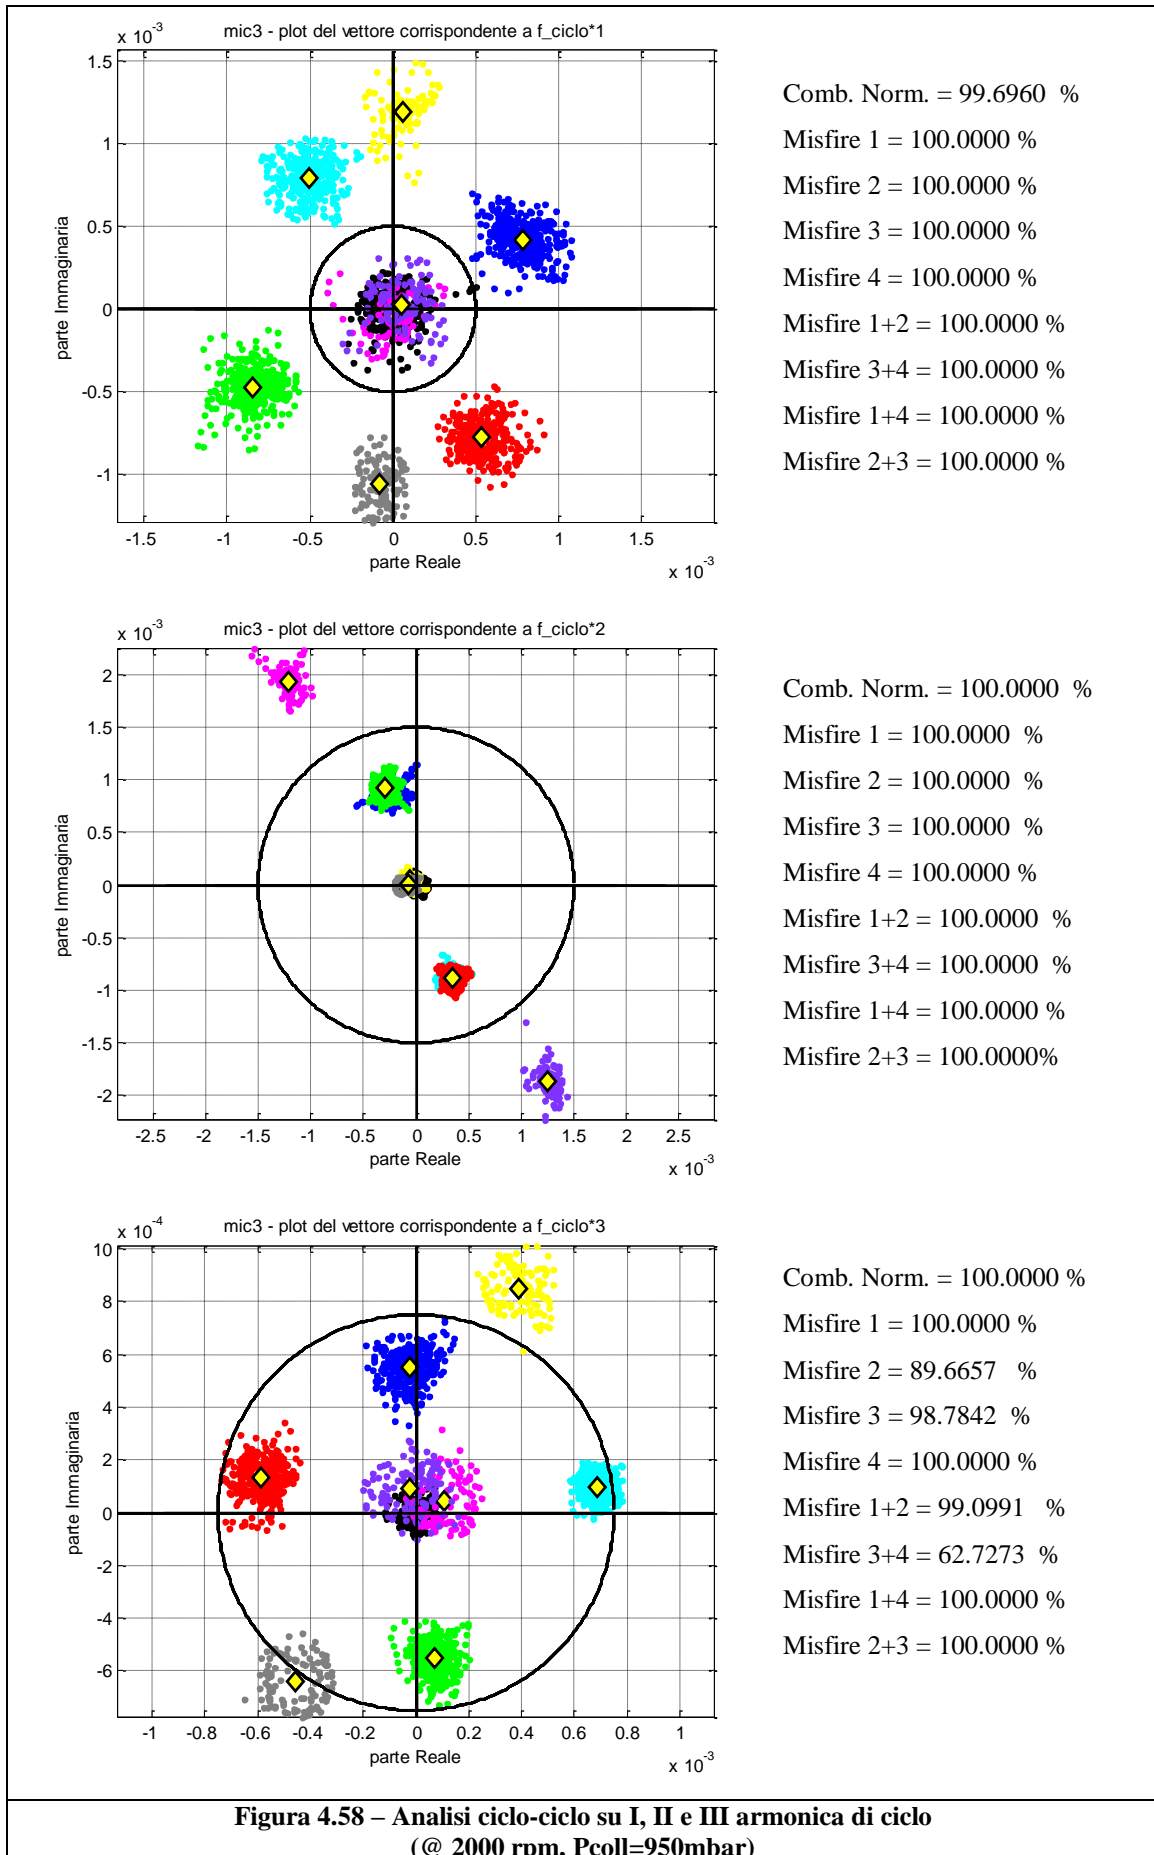 x 10^-3
mic3 - plot del vettore corrispondente a f_ciclo*1
1.5
1
0.5
0
-0.5
-1
parte Immaginaria
-1.5 -1 -0.5 0 0.5 1 1.5
parte Reale
x 10^-3
Comb. Norm. = 99.6960 %
Misfire 1 = 100.0000 %
Misfire 2 = 100.0000 %
Misfire 3 = 100.0000 %
Misfire 4 = 100.0000 %
Misfire 1+2 = 100.0000 %
Misfire 3+4 = 100.0000 %
Misfire 1+4 = 100.0000 %
Misfire 2+3 = 100.0000 %
x 10^-3
mic3 - plot del vettore corrispondente a f_ciclo*2
2
1.5
1
0.5
0
-0.5
-1
-1.5
-2
parte Immaginaria
-2.5 -2 -1.5 -1 -0.5 0 0.5 1 1.5 2 2.5
parte Reale
x 10^-3
Comb. Norm. = 100.0000 %
Misfire 1 = 100.0000 %
Misfire 2 = 100.0000 %
Misfire 3 = 100.0000 %
Misfire 4 = 100.0000 %
Misfire 1+2 = 100.0000 %
Misfire 3+4 = 100.0000 %
Misfire 1+4 = 100.0000 %
Misfire 2+3 = 100.0000%
x 10^-4
mic3 - plot del vettore corrispondente a f_ciclo*3
10
8
6
4
2
0
-2
-4
-6
parte Immaginaria
-1 -0.8 -0.6 -0.4 -0.2 0 0.2 0.4 0.6 0.8 1
parte Reale
x 10^-3
Comb. Norm. = 100.0000 %
Misfire 1 = 100.0000 %
Misfire 2 = 89.6657 %
Misfire 3 = 98.7842 %
Misfire 4 = 100.0000 %
Misfire 1+2 = 99.0991 %
Misfire 3+4 = 62.7273 %
Misfire 1+4 = 100.0000 %
Misfire 2+3 = 100.0000 %
Figura 4.58 – Analisi ciclo-ciclo su I, II e III armonica di ciclo
(@ 2000 rpm, Pcoll=950mbar)